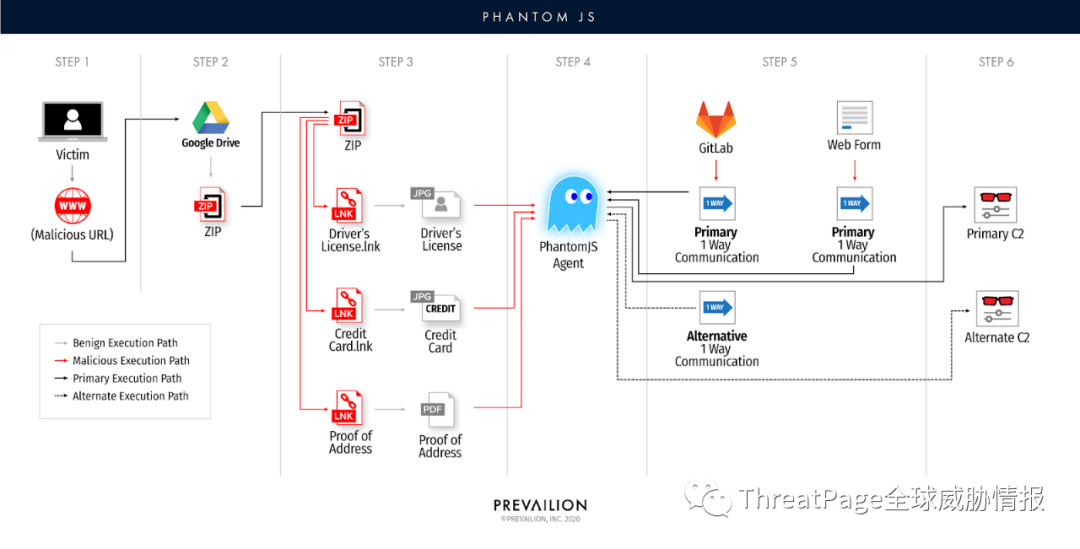 PHANTOM JS
STEP 1
STEP 2
STEP 3
STEP 4
STEP 5
STEP 6
Victim
WWW
(Malicious URL)
Google Drive
ZIP
ZIP
ZIP
ZIP
LNK
Driver's
License.lnk
JPG
Driver's
License
LNK
Credit
Card.lnk
JPG
CREDIT
Credit
Card
LNK
Proof of
Address
PDF
Proof of
Address
PhantomJS
Agent
GitLab
1 WAY
Primary
1 Way
Communication
Web Form
1 WAY
Primary
1 Way
Communication
1 WAY
Alternative
1 Way
Communication
Primary C2
Alternate C2
Benign Execution Path
Malicious Execution Path
Primary Execution Path
Alternate Execution Path
PREVAILION
©PREVAILION, INC. 2020
ThreatPage全球威胁情报